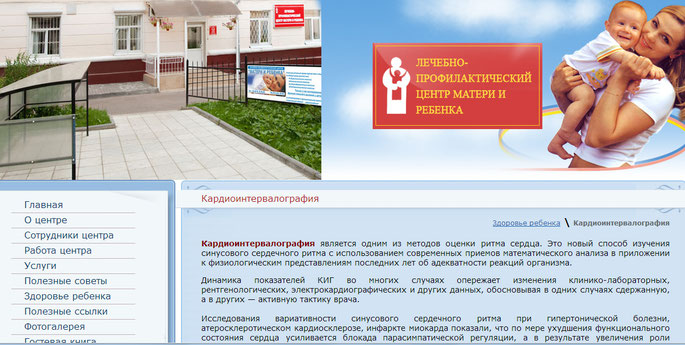 ЛЕЧЕБНО-
ПРОФИЛАКТИЧЕСКИЙ
ЦЕНТР МАТЕРИ И
РЕБЕНКА
Главная
О центре
Сотрудники центра
Работа центра
Услуги
Полезные советы
Здоровье ребенка
Полезные ссылки
Фотогалерея
Гостевая книга
Кардиоинтервалография
Здоровье ребенка \ Кардиоинтервалография
Кардиоинтервалография является одним из методов оценки ритма сердца. Это новый способ изучения
синусового сердечного ритма с использованием современных приемов математического анализа в приложении
к физиологическим представлениям последних лет об адекватности реакций организма.
Динамика показателей КИГ во многих случаях опережает изменения клинико-лабораторных,
рентгенологических, электрокардиографических и других данных, обосновывая в одних случаях сдержанную,
а в других — активную тактику врача.
Исследования вариативности синусового сердечного ритма при гипертонической болезни,
атеросклеротическом кардиосклерозе, инфаркте миокарда показали, что по мере ухудшения функционального
состояния сердца усиливается блокада парасимпатической регуляции, а в результате увеличения роли